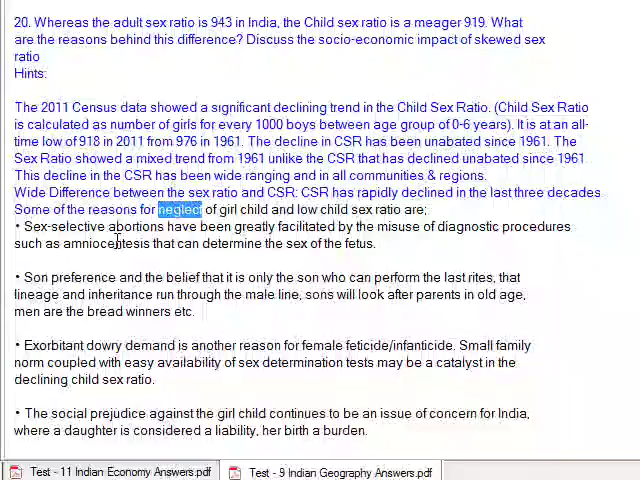 20. Whereas the adult sex ratio is 943 in India, the Child sex ratio is a meager 919. What
are the reasons behind this difference? Discuss the socio-economic impact of skewed sex
ratio
Hints:
The 2011 Census data showed a significant declining trend in the Child Sex Ratio. (Child Sex Ratio
is calculated as number of girls for every 1000 boys between age group of 0-6 years). It is at an all-
time low of 918 in 2011 from 976 in 1961. The decline in CSR has been unabated since 1961. The
Sex Ratio showed a mixed trend from 1961 unlike the CSR that has declined unabated since 1961
This decline in the CSR has been wide ranging and in all communities & regions.
Wide Difference between the sex ratio and CSR: CSR has rapidly declined in the last three decades
Some of the reasons for neglect of girl child and low child sex ratio are;
• Sex-selective abortions have been greatly facilitated by the misuse of diagnostic procedures
such as amniocentesis that can determine the sex of the fetus.
• Son preference and the belief that it is only the son who can perform the last rites, that
lineage and inheritance run through the male line, sons will look after parents in old age,
men are the bread winners etc.
• Exorbitant dowry demand is another reason for female feticide/infanticide. Small family
norm coupled with easy availability of sex determination tests may be a catalyst in the
declining child sex ratio.
• The social prejudice against the girl child continues to be an issue of concern for India,
where a daughter is considered a liability, her birth a burden.
Test - 11 Indian Economy Answers.pdf
Test - 9 Indian Geography Answers.pdf